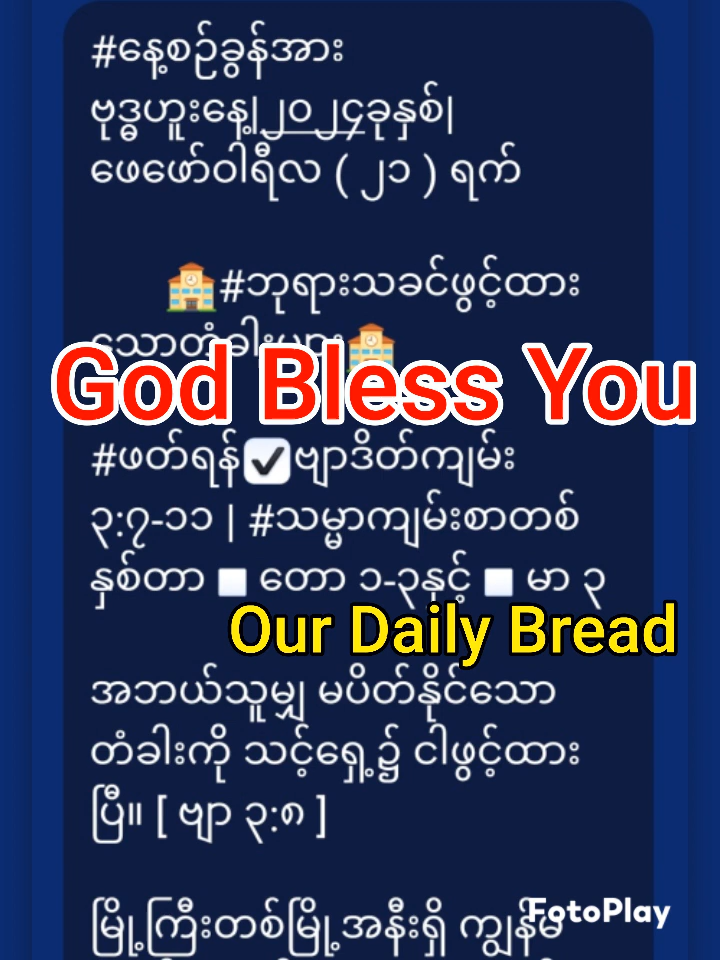 #နေ့စဉ်ခွန်အား
ဗုဒ္ဓဟူးနေ့|၂၀၂၄ခုနှစ်|
ဖေဖော်ဝါရီလ ( ၂၁ ) ရက်
🏫#ဘုရားသခင်ဖွင့်ထား
သောတံခါးများ🏫
God Bless You
#ဖတ်ရန်☑️ဗျာဒိတ်ကျမ်း
၃:၇-၁၁ | #သမ္မာကျမ်းစာတစ်
နှစ်တာ ◻️ တော ၁-၃နှင့် ◻️ မာ ၃
Our Daily Bread
အဘယ်သူမျှ မပိတ်နိုင်သော
တံခါးကို သင့်ရှေ့၌ ငါဖွင့်ထား
ပြီ။ [ ဗျာ ၃:၈ ]
မြို့ကြီးတစ်မြို့အနီးရှိ
FotoPlay